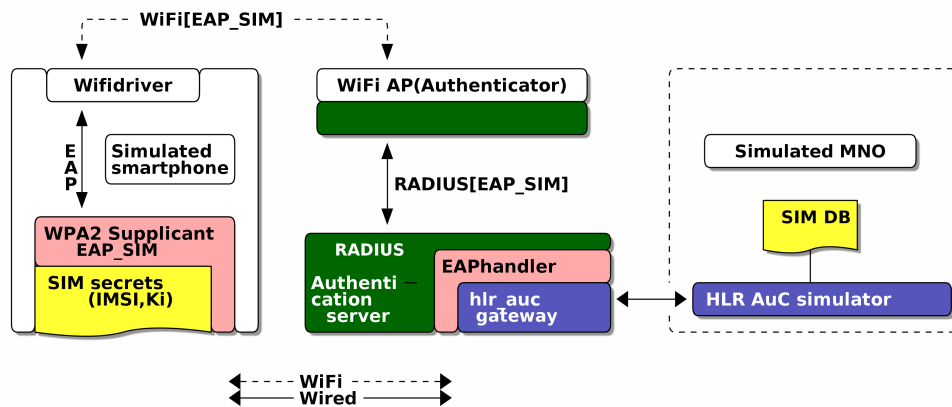 WiFi[EAP_SIM]
Wifidriver
WiFi AP(Authenticator)
E
A
P
Simulated
smartphone
Simulated MNO
RADIUS[EAP_SIM]
WPA2 Supplicant
EAP_SIM
SIM secrets
(IMSI,Ki)
RADIUS
Authenti—
cation
server
EAPhandler
hlr_auc
gateway
SIM DB
HLR AuC simulator
WiFi
Wired